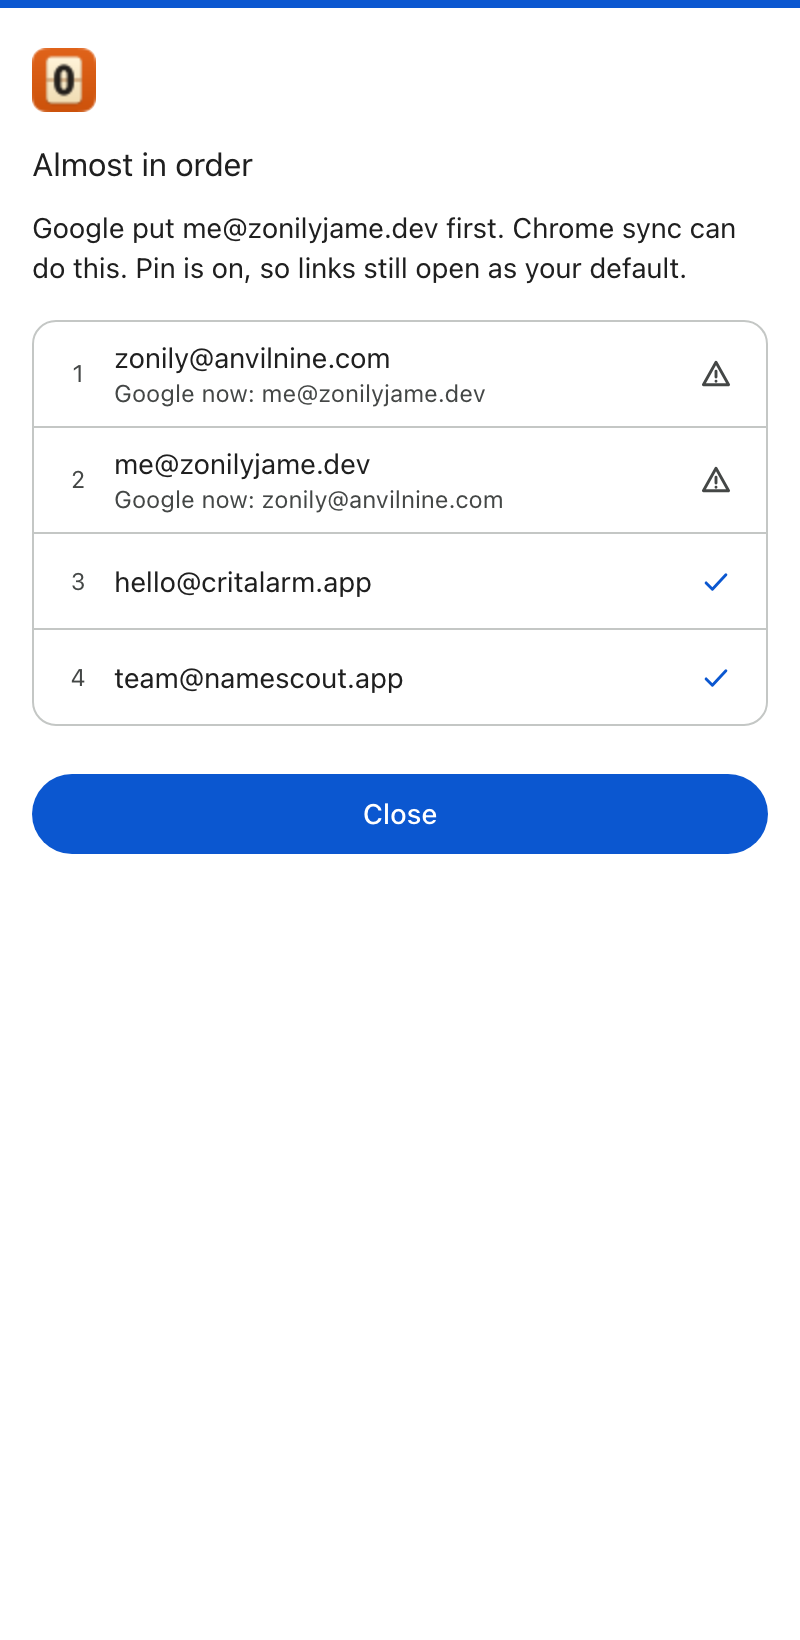 0
Almost in order
Google put me@zonilyjame.dev first. Chrome sync can
do this. Pin is on, so links still open as your default.
1
zonily@anvilnine.com
Google now: me@zonilyjame.dev
2
me@zonilyjame.dev
Google now: zonily@anvilnine.com
3
hello@critalarm.app
4
team@namescout.app
Close